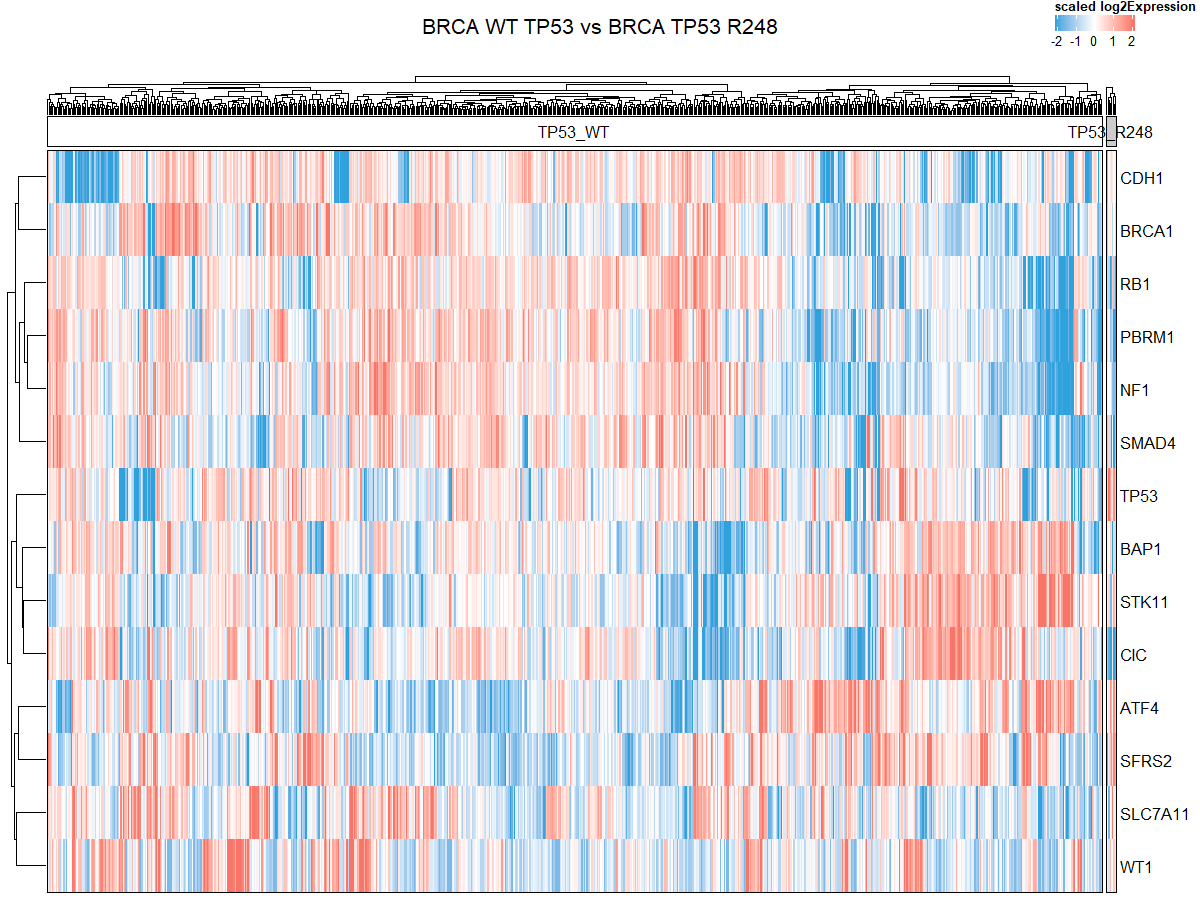 scaled log2Expression
BRCA WT TP53 vs BRCA TP53 R248
-2 -1 0 1 2
TP53_WT
TP53_R248
CDH1
BRCA1
RB1
PBRM1
NF1
SMAD4
TP53
BAP1
STK11
CIC
ATF4
SFRS2
SLC7A11
WT1